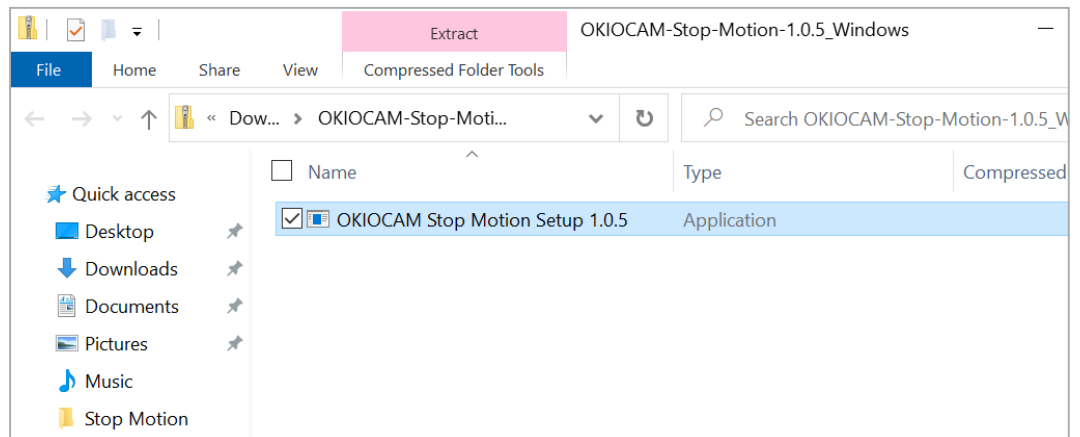 Extract OKIOCAM-Stop-Motion-1.0.5_Windows
File Home Share View Compressed Folder Tools
« Dow... > OKIOCAM-Stop-Moti... Search OKIOCAM-Stop-Motion-1.0.5_W
Name Type Compressed
Quick access
OKIOCAM Stop Motion Setup 1.0.5 Application
Desktop
Downloads
Documents
Pictures
Music
Stop Motion